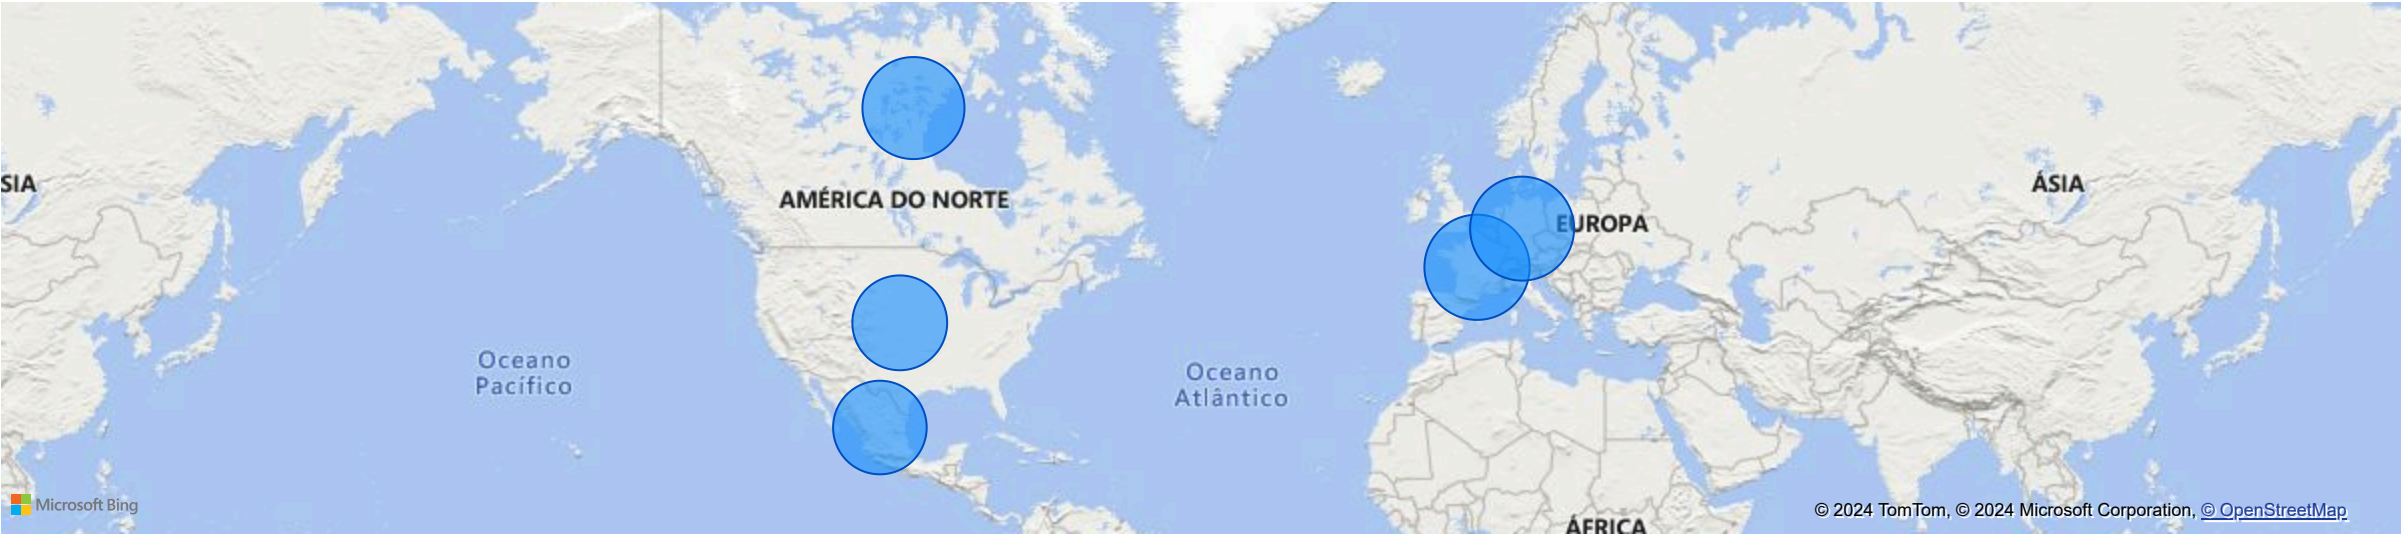 SIA
AMÉRICA DO NORTE
ÁSIA
EUROPA
Oceano
Pacífico
Oceano
Atlântico
ÁFRICA
Microsoft Bing
© 2024 TomTom, © 2024 Microsoft Corporation, © OpenStreetMap